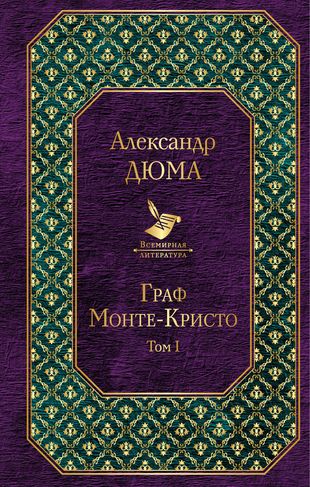 Александр
ДЮМА
Всемирная
литература
Граф
Монте-Кристо
Том I